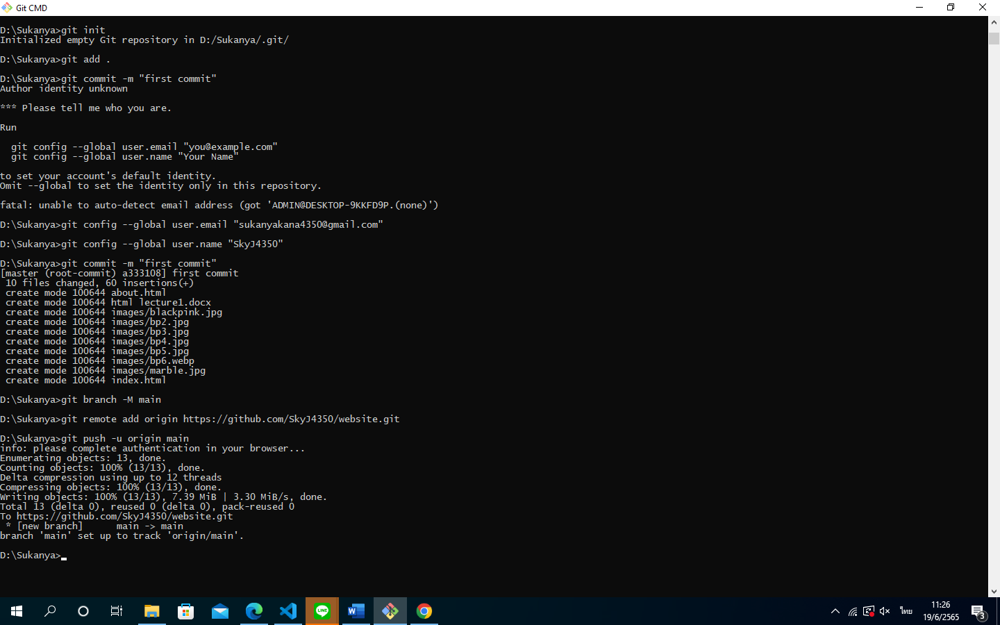 Git CMD
D:\Sukanya>git init
Initialized empty Git repository in D:/Sukanya/.git/
D:\Sukanya>git add .
D:\Sukanya>git commit -m "first commit"
Author identity unknown
*** Please tell me who you are.
Run
  git config --global user.email "you@example.com"
  git config --global user.name "Your Name"
to set your account's default identity.
Omit --global to set the identity only in this repository.
fatal: unable to auto-detect email address (got 'ADMIN@DESKTOP-9KKFD9P.(none)')
D:\Sukanya>git config --global user.email "sukanyakana4350@gmail.com"
D:\Sukanya>git config --global user.name "SkyJ4350"
D:\Sukanya>git commit -m "first commit"
[master (root-commit) a333108] first commit
 10 files changed, 60 insertions(+)
 create mode 100644 about.html
 create mode 100644 html lecture1.docx
 create mode 100644 images/blackpink.jpg
 create mode 100644 images/bp2.jpg
 create mode 100644 images/bp3.jpg
 create mode 100644 images/bp4.jpg
 create mode 100644 images/bp5.jpg
 create mode 100644 images/bp6.webp
 create mode 100644 images/marble.jpg
 create mode 100644 index.html
D:\Sukanya>git branch -M main
D:\Sukanya>git remote add origin https://github.com/SkyJ4350/website.git
D:\Sukanya>git push -u origin main
info: please complete authentication in your browser...
Enumerating objects: 13, done.
Counting objects: 100% (13/13), done.
Delta compression using up to 12 threads
Compressing objects: 100% (13/13), done.
Writing objects: 100% (13/13), 7.39 MiB | 3.30 MiB/s, done.
Total 13 (delta 0), reused 0 (delta 0), pack-reused 0
To https://github.com/SkyJ4350/website.git
 * [new branch]      main -> main
branch 'main' set up to track 'origin/main'.
D:\Sukanya>
LINE
W
ไทย
11:26
19/6/2565
3